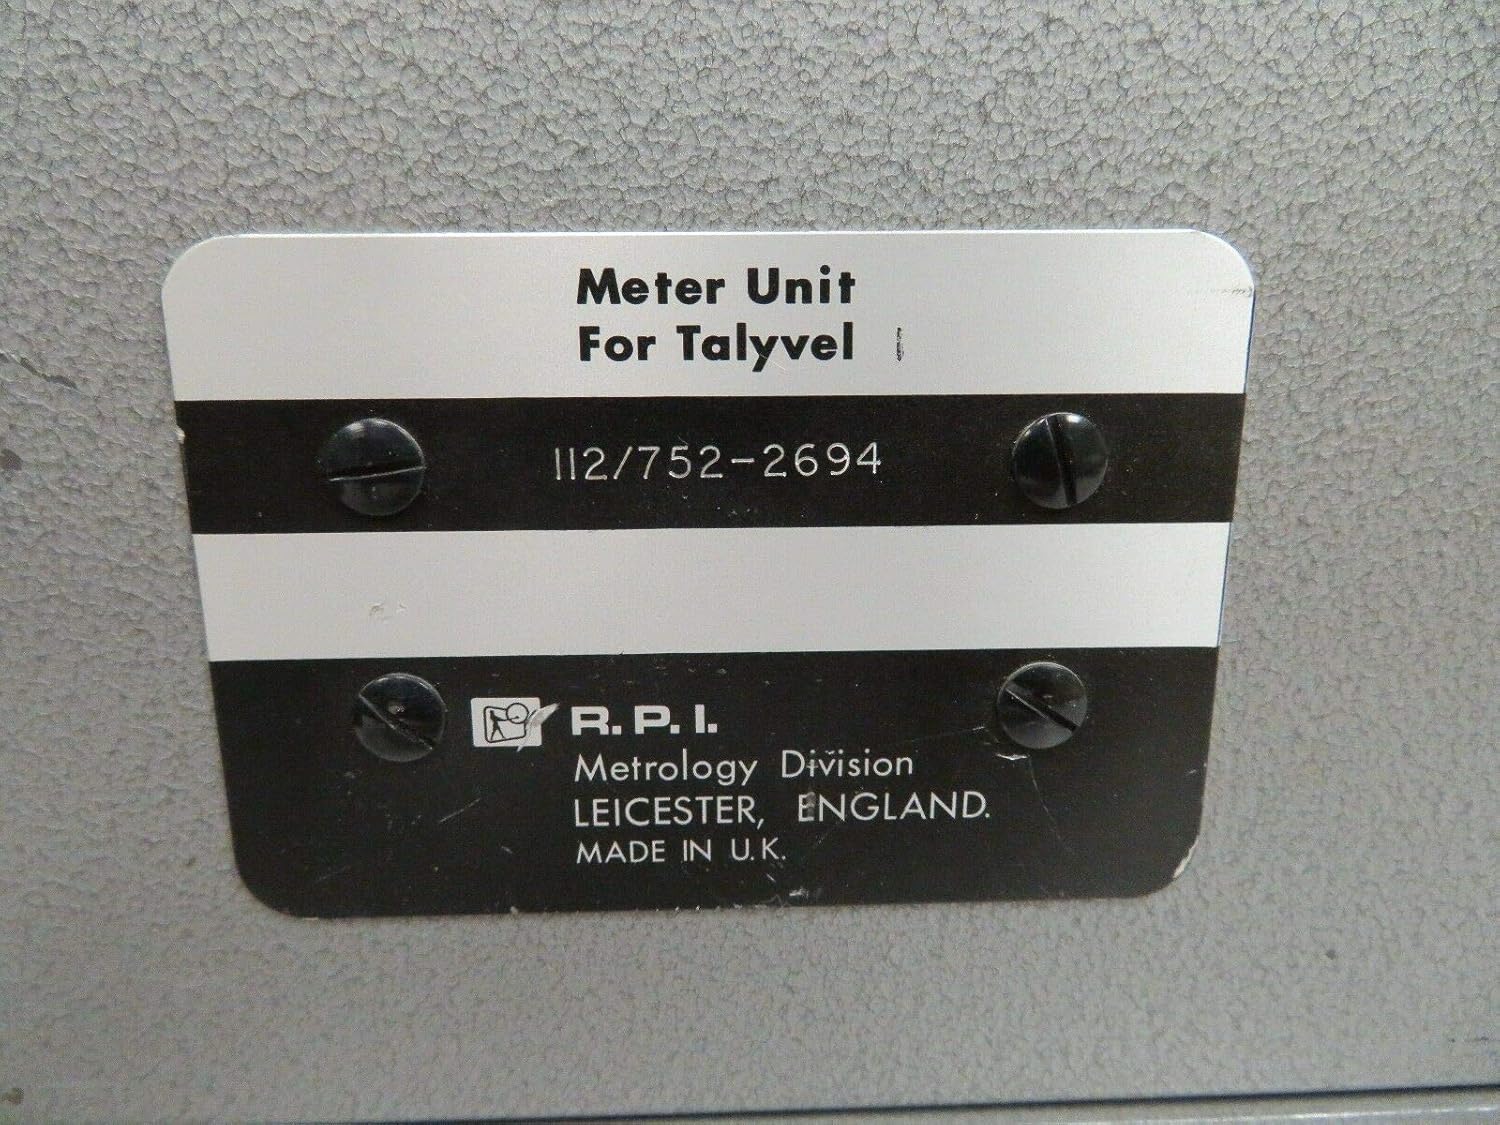 Meter Unit
For Talyvel
112/752-2694
R.P.I.
Metrology Division
LEICESTER, ENGLAND.
MADE IN U.K.